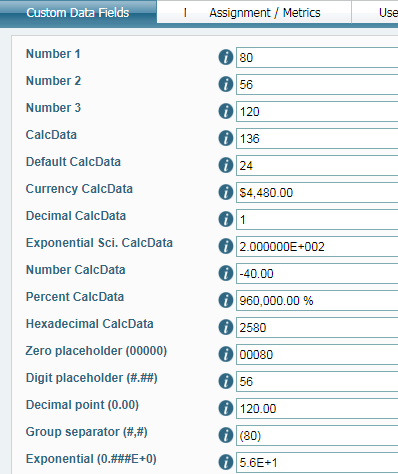 Custom Data Fields
Assignment / Metrics
Number 1 80
Number 2 56
Number 3 120
CalcData 136
Default CalcData 24
Currency CalcData $4,480.00
Decimal CalcData 1
Exponential Sci. CalcData 2.000000E+002
Number CalcData -40.00
Percent CalcData 960,000.00 %
Hexadecimal CalcData 2580
Zero placeholder (00000) 00080
Digit placeholder (#.##) 56
Decimal point (0.00) 120.00
Group separator (#,#) (80)
Exponential (0.###E+0) 5.6E+1